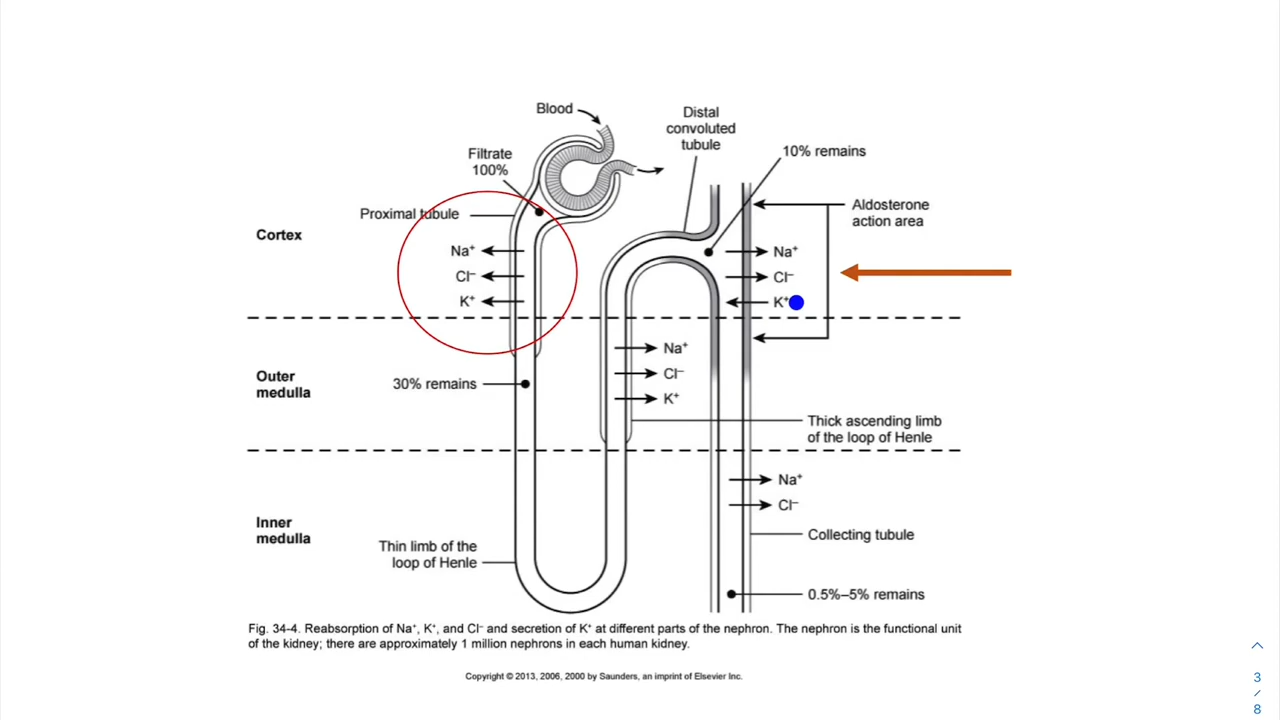 Blood
Distal
convoluted
tubule
Filtrate
100%
10% remains
Proximal tubule
Aldosterone
action area
Cortex
Na⁺
Cl⁻
K⁺
Na⁺
Cl⁻
K⁺
Na⁺
Cl⁻
K⁺
Outer
medulla
30% remains
Thick ascending limb
of the loop of Henle
Na⁺
Cl⁻
Inner
medulla
Thin limb of the
loop of Henle
Collecting tubule
0.5%–5% remains
Fig. 34-4. Reabsorption of Na⁺, K⁺, and Cl⁻ and secretion of K⁺ at different parts of the nephron. The nephron is the functional unit
of the kidney; there are approximately 1 million nephrons in each human kidney.
Copyright © 2013, 2006, 2000 by Saunders, an imprint of Elsevier Inc.
3
/
8